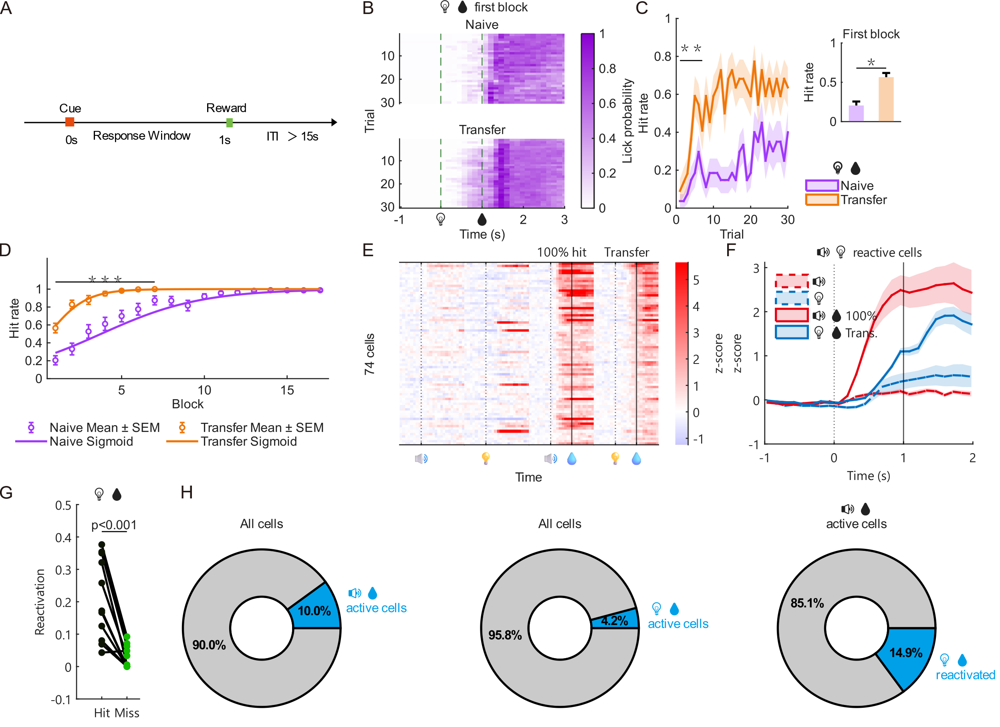 A
Cue
Reward
0s
Response Window
1s
ITI > 15s
B
first block
Naive
10
20
30
Trial
Transfer
10
20
30
-1
2
3
Time (s)
1
0.8
0.6
0.4
0.2
0
Lick probability
C
1
0.8
0.6
0.4
0.2
0
Hit rate
* *
0
10
20
30
Trial
First block
1
0.5
0
Hit rate
*
Naive
Transfer
D
1
0.8
0.6
0.4
0.2
0
Hit rate
* * *
5
10
15
Block
Naive Mean ± SEM
Transfer Mean ± SEM
Naive Sigmoid
Transfer Sigmoid
E
100% hit
Transfer
74 cells
Time
5
4
3
2
1
0
-1
z-score
F
reactive cells
3
2
1
0
-1
z-score
100%
Trans.
-1
0
1
2
Time (s)
G
0.5
0.4
0.3
0.2
0.1
0
-0.1
Reactivation
p<0.001
Hit Miss
H
All cells
90.0%
10.0%
active cells
All cells
95.8%
4.2%
active cells
active cells
85.1%
14.9%
reactivated